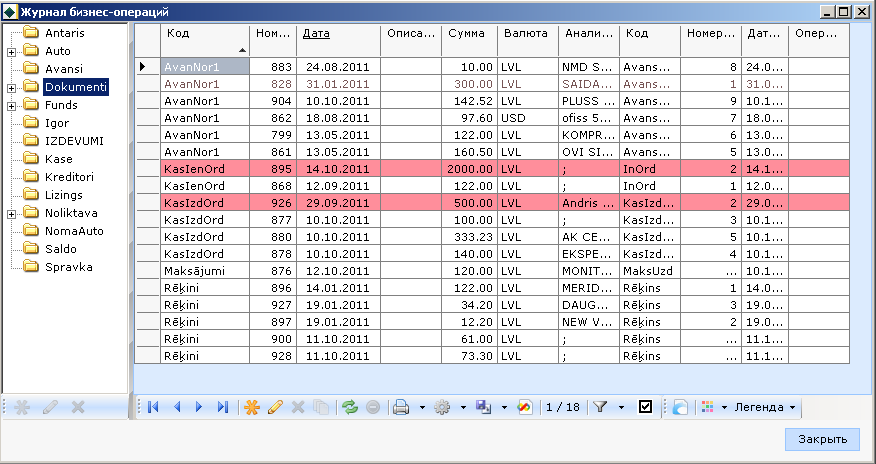 Журнал бизнес-операций
Antaris
Auto
Avansi
Dokumenti
Funds
Igor
IZDEVUMI
Kase
Kreditori
Lizings
Noliktava
NomaAuto
Saldo
Spravka
Код Ном... Дата Описа... Сумма Валюта Анали... Код Номер... Дат... Опер...
AvanNor1 883 24.08.2011 10.00 LVL NMD S... Avans... 8 24.0...
AvanNor1 828 31.01.2011 300.00 LVL SAIDA... Avans... 1 31.0...
AvanNor1 904 10.10.2011 142.52 LVL PLUSS ... Avans... 9 10.1...
AvanNor1 862 18.08.2011 97.60 USD ofiss 5... Avans... 7 18.0...
AvanNor1 799 13.05.2011 122.00 LVL KOMPR... Avans... 6 13.0...
AvanNor1 861 13.05.2011 160.50 LVL OVI SI... Avans... 5 13.0...
KasIenOrd 895 14.10.2011 2000.00 LVL ; InOrd 2 14.1...
KasIenOrd 868 12.09.2011 122.00 LVL ; InOrd 1 12.0...
KasIzdOrd 926 29.09.2011 500.00 LVL Andris ... KasIzd... 2 29.0...
KasIzdOrd 877 10.10.2011 100.00 LVL ; KasIzd... 3 10.1...
KasIzdOrd 880 10.10.2011 333.23 LVL AK CE... KasIzd... 5 10.1...
KasIzdOrd 878 10.10.2011 140.00 LVL EKSPE... KasIzd... 4 10.1...
Maksājumi 876 12.10.2011 120.00 LVL MONIT... MaksUzd ... 10.1...
Rēķini 896 14.01.2011 122.00 LVL MERID... Rēķins 1 14.0...
Rēķini 927 19.01.2011 34.20 LVL DAUG... Rēķins 3 19.0...
Rēķini 897 19.01.2011 12.20 LVL NEW V... Rēķins 2 19.0...
Rēķini 900 11.10.2011 61.00 LVL ; Rēķins ... 11.1...
Rēķini 928 11.10.2011 73.30 LVL ; Rēķins ... 11.1...
1 / 18 Легенда
Закрыть